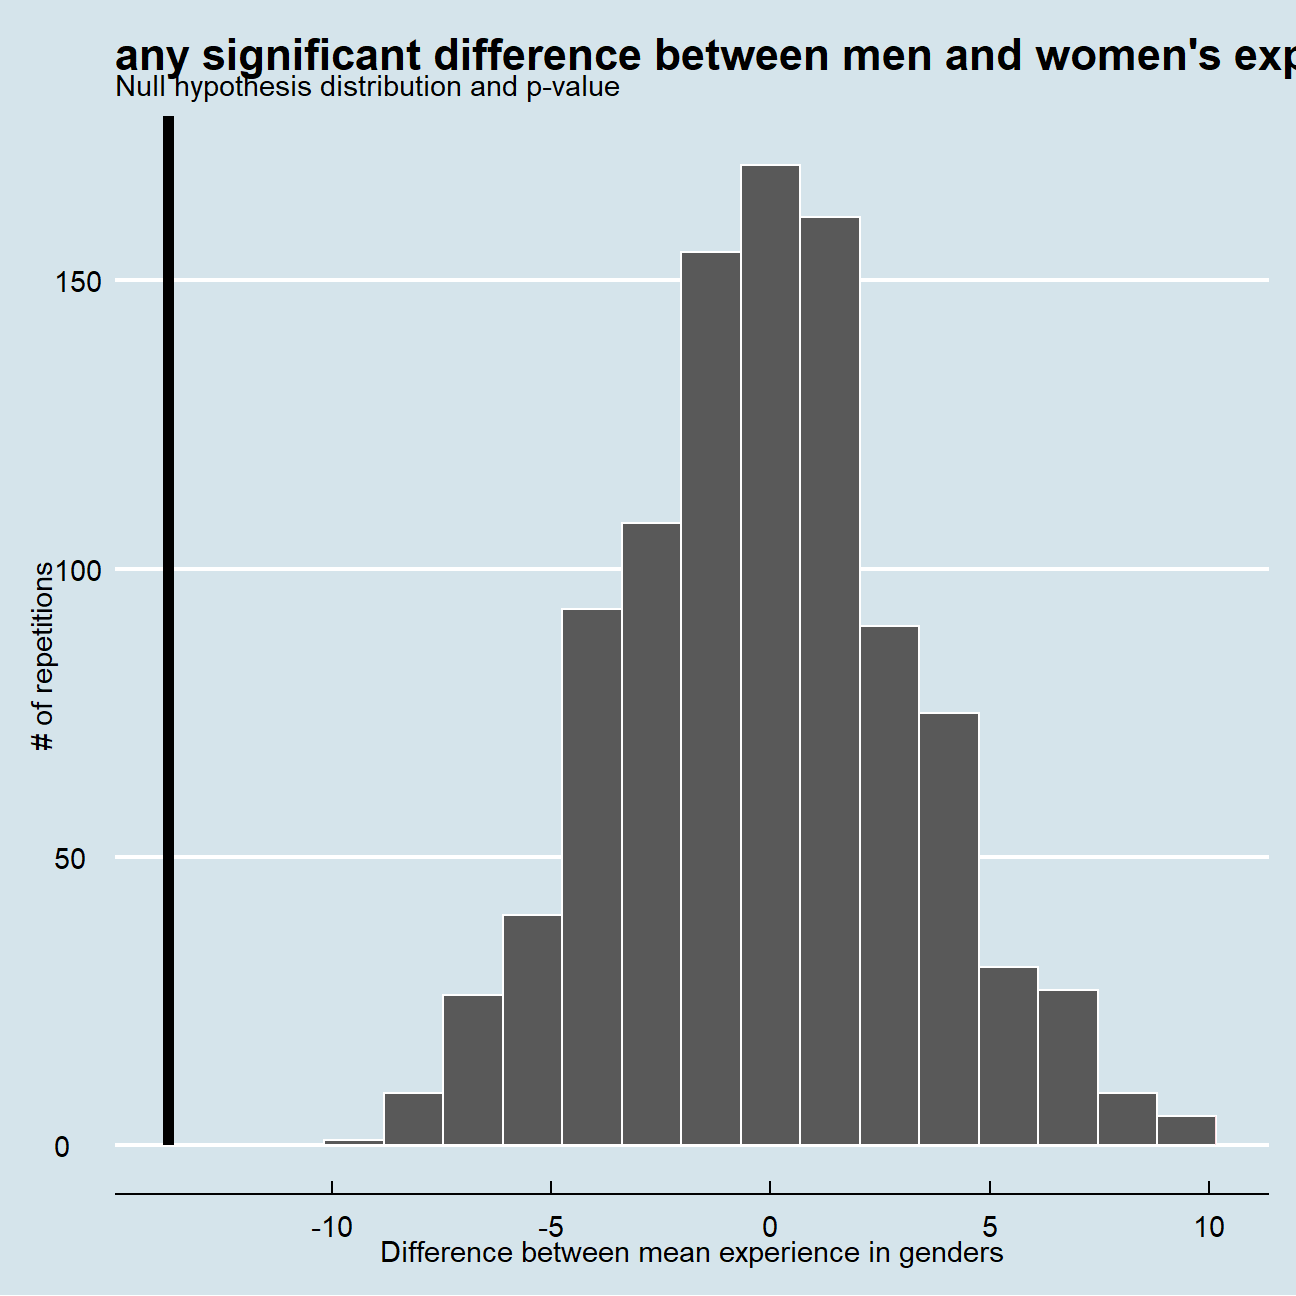 any significant difference between men and women's exp
Null hypothesis distribution and p-value
# of repetitions
150
100
50
0
-10 -5 0 5 10
Difference between mean experience in genders